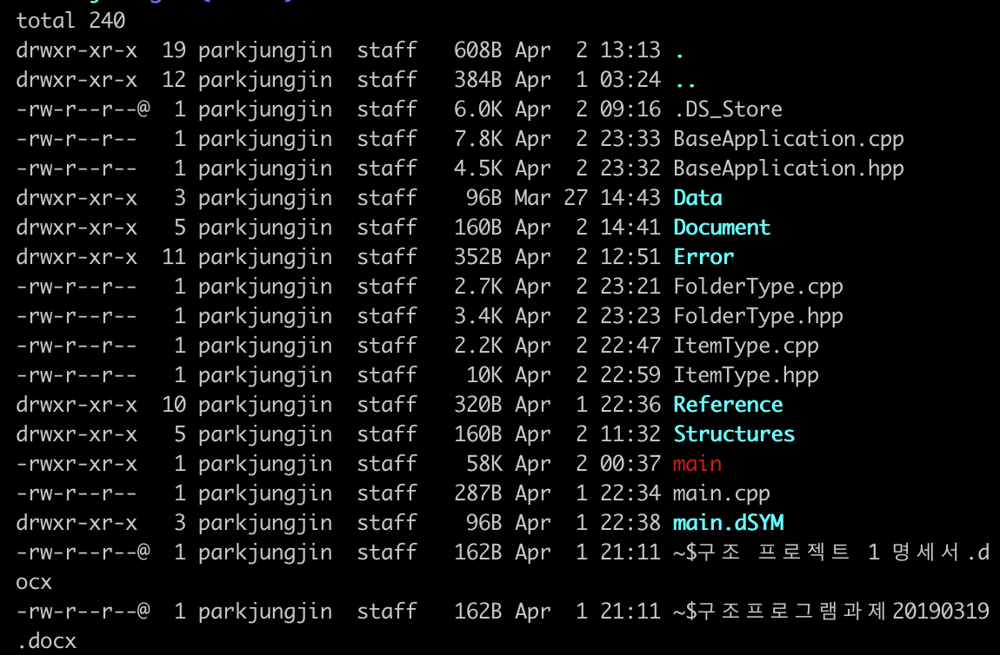 total 240
drwxr-xr-x  19 parkjungjin  staff   608B Apr  2 13:13 .
drwxr-xr-x  12 parkjungjin  staff   384B Apr  1 03:24 ..
-rw-r--r--@  1 parkjungjin  staff   6.0K Apr  2 09:16 .DS_Store
-rw-r--r--   1 parkjungjin  staff   7.8K Apr  2 23:33 BaseApplication.cpp
-rw-r--r--   1 parkjungjin  staff   4.5K Apr  2 23:32 BaseApplication.hpp
drwxr-xr-x   3 parkjungjin  staff    96B Mar 27 14:43 Data
drwxr-xr-x   5 parkjungjin  staff   160B Apr  2 14:41 Document
drwxr-xr-x  11 parkjungjin  staff   352B Apr  2 12:51 Error
-rw-r--r--   1 parkjungjin  staff   2.7K Apr  2 23:21 FolderType.cpp
-rw-r--r--   1 parkjungjin  staff   3.4K Apr  2 23:23 FolderType.hpp
-rw-r--r--   1 parkjungjin  staff   2.2K Apr  2 22:47 ItemType.cpp
-rw-r--r--   1 parkjungjin  staff    10K Apr  2 22:59 ItemType.hpp
drwxr-xr-x  10 parkjungjin  staff   320B Apr  1 22:36 Reference
drwxr-xr-x   5 parkjungjin  staff   160B Apr  2 11:32 Structures
-rw-r--r--   1 parkjungjin  staff    58K Apr  2 00:37 main
-rw-r--r--   1 parkjungjin  staff   287B Apr  1 22:34 main.cpp
drwxr-xr-x   3 parkjungjin  staff    96B Apr  1 22:38 main.dSYM
-rw-r--r--@  1 parkjungjin  staff   162B Apr  1 21:11 ~$구조 프로젝트 1 명세서.d
ocx
-rw-r--r--@  1 parkjungjin  staff   162B Apr  1 21:11 ~$구조프로그램과제20190319
.docx